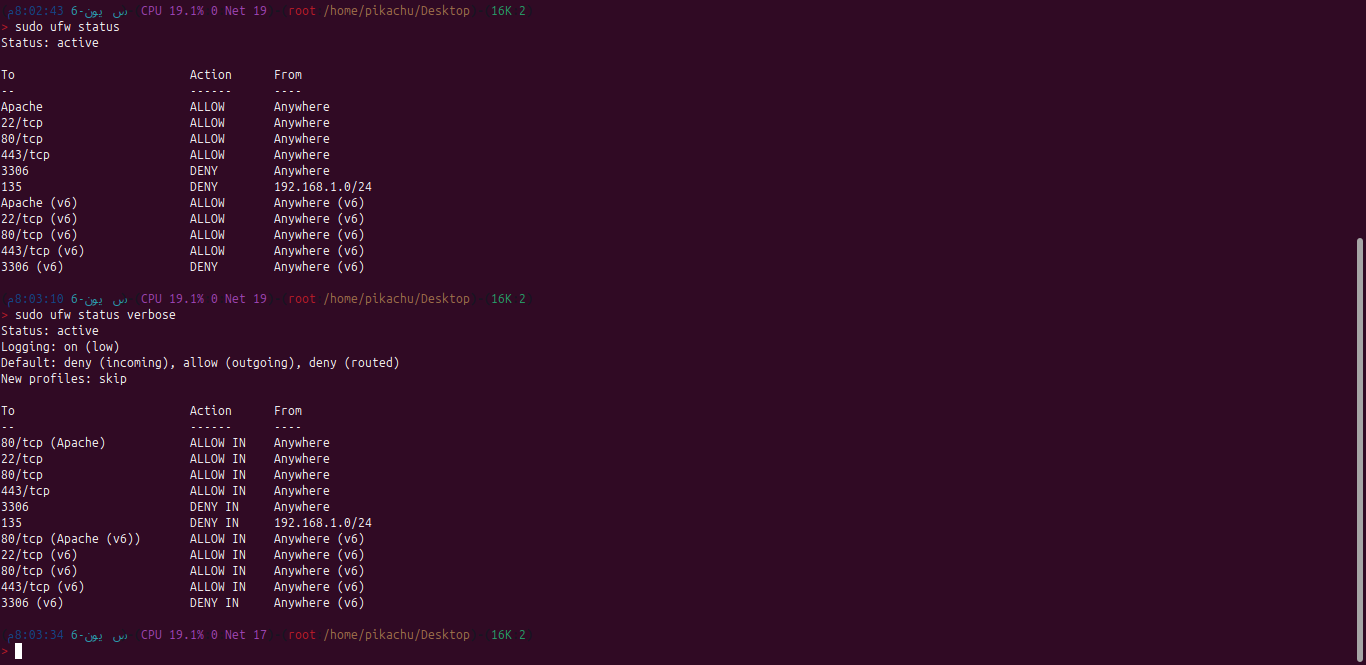 8:02:43م س يون-6 CPU 19.1% 0 Net 19 root /home/pikachu/Desktop 16K 2
> sudo ufw status
Status: active
To Action From
-- ------ ----
Apache ALLOW Anywhere
22/tcp ALLOW Anywhere
80/tcp ALLOW Anywhere
443/tcp ALLOW Anywhere
3306 DENY Anywhere
135 DENY 192.168.1.0/24
Apache (v6) ALLOW Anywhere (v6)
22/tcp (v6) ALLOW Anywhere (v6)
80/tcp (v6) ALLOW Anywhere (v6)
443/tcp (v6) ALLOW Anywhere (v6)
3306 (v6) DENY Anywhere (v6)
8:03:10م س يون-6 CPU 19.1% 0 Net 19 root /home/pikachu/Desktop 16K 2
> sudo ufw status verbose
Status: active
Logging: on (low)
Default: deny (incoming), allow (outgoing), deny (routed)
New profiles: skip
To Action From
-- ------ ----
80/tcp (Apache) ALLOW IN Anywhere
22/tcp ALLOW IN Anywhere
80/tcp ALLOW IN Anywhere
443/tcp ALLOW IN Anywhere
3306 DENY IN Anywhere
135 DENY IN 192.168.1.0/24
80/tcp (Apache (v6)) ALLOW IN Anywhere (v6)
22/tcp (v6) ALLOW IN Anywhere (v6)
80/tcp (v6) ALLOW IN Anywhere (v6)
443/tcp (v6) ALLOW IN Anywhere (v6)
3306 (v6) DENY IN Anywhere (v6)
8:03:34م س يون-6 CPU 19.1% 0 Net 17 root /home/pikachu/Desktop 16K 2
>